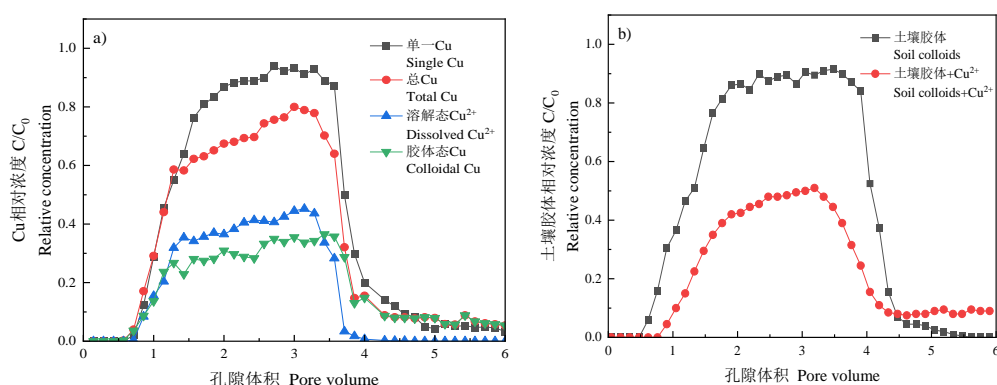 a)
单一Cu
Single Cu
总Cu
Total Cu
溶解态Cu²⁺
Dissolved Cu²⁺
胶体态Cu
Colloidal Cu
Cu相对浓度 C/C₀
Relative concentration
1.0
0.8
0.6
0.4
0.2
0.0
0
1
2
3
4
5
6
孔隙体积 Pore volume
b)
土壤胶体
Soil colloids
土壤胶体+Cu²⁺
Soil colloids+Cu²⁺
土壤胶体相对浓度 C/C₀
Relative concentration
1.0
0.8
0.6
0.4
0.2
0.0
0
1
2
3
4
5
6
孔隙体积 Pore volume